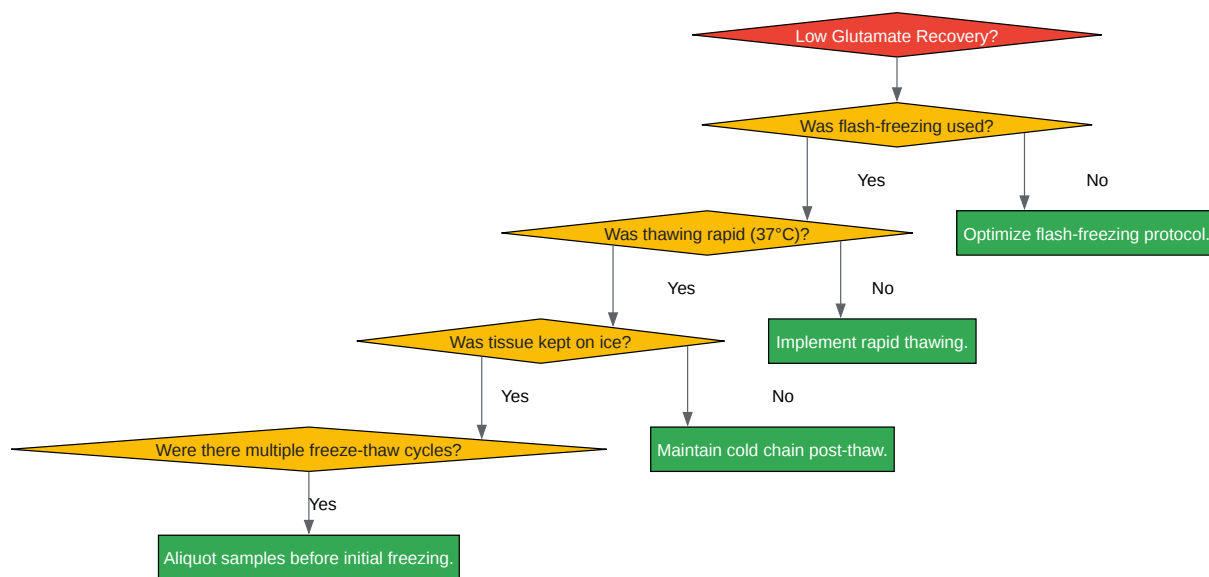 Low Glutamate Recovery?
Was flash-freezing used?
Yes
No
Was thawing rapid (37°C)?
Optimize flash-freezing protocol.
Yes
No
Was tissue kept on ice?
Implement rapid thawing.
Yes
No
Were there multiple freeze-thaw cycles?
Maintain cold chain post-thaw.
Yes
Aliquot samples before initial freezing.